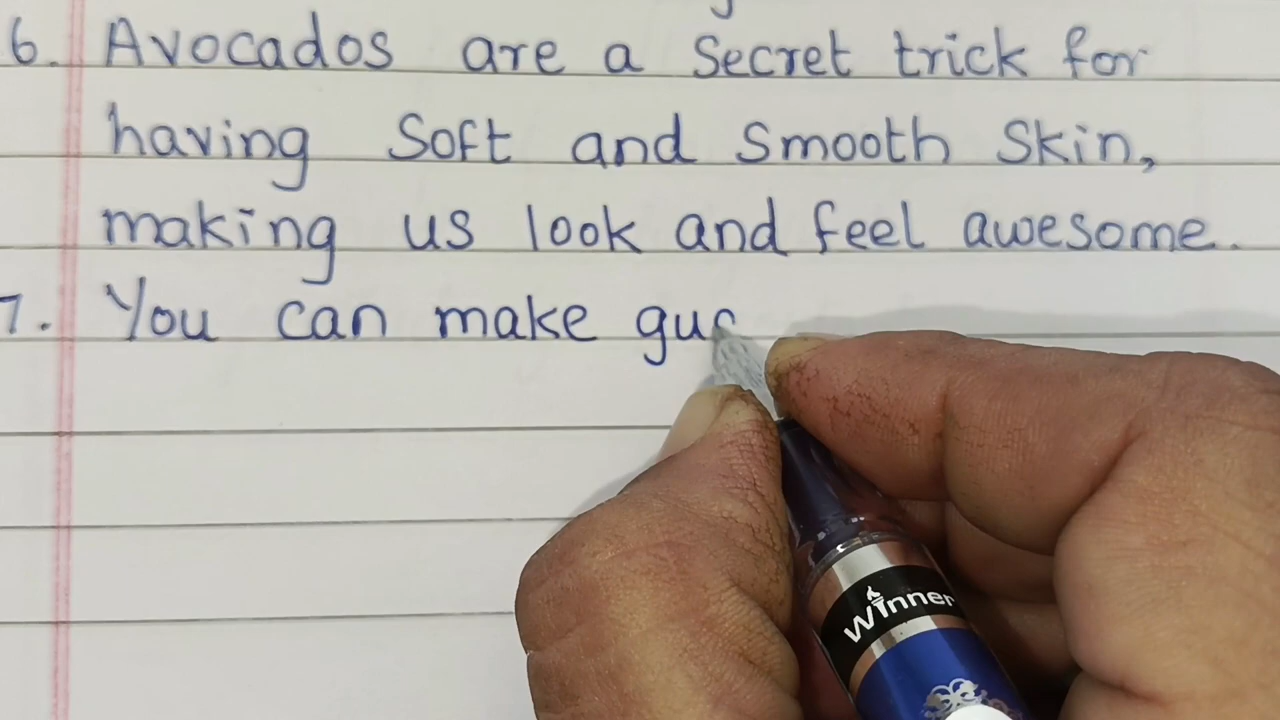 6. Avocados are a secret trick for
having soft and smooth skin,
making us look and feel awesome.
7. You can make gua
Winner